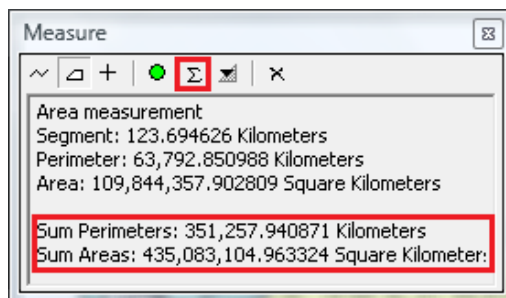 Measure
Σ
Area measurement
Segment: 123.694626 Kilometers
Perimeter: 63,792.850988 Kilometers
Area: 109,844,357.902809 Square Kilometers
Sum Perimeters: 351,257.940871 Kilometers
Sum Areas: 435,083,104.963324 Square Kilometers